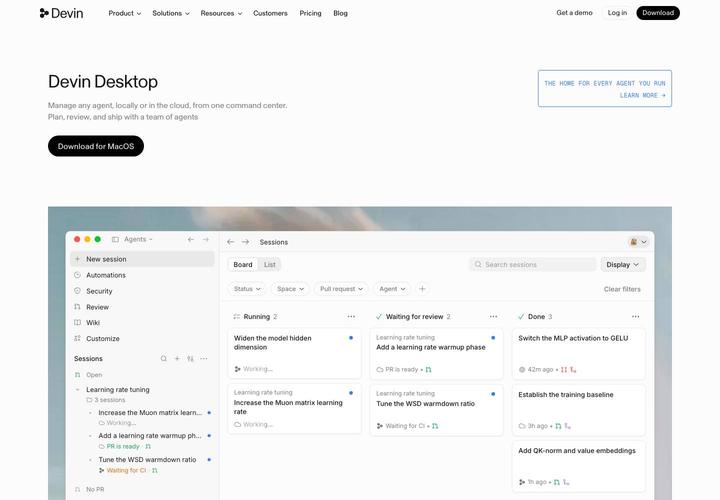 Devin
Product
Solutions
Resources
Customers
Pricing
Blog
Get a demo
Log in
Download
Devin Desktop
Manage any agent, locally or in the cloud, from one command center.
Plan, review, and ship with a team of agents
Download for MacOS
THE HOME FOR EVERY AGENT YOU RUN
LEARN MORE →
Agents
New session
Automations
Security
Review
Wiki
Customize
Sessions
Open
Learning rate tuning
3 sessions
Increase the Muon matrix learn...
Working...
Add a learning rate warmup ph...
PR is ready
Tune the WSD warmdown ratio
Waiting for CI
No PR
Sessions
Board
List
Search sessions
Display
Status
Space
Pull request
Agent
Clear filters
Running 2
Widen the model hidden
dimension
Working...
Learning rate tuning
Increase the Muon matrix learning
rate
Working...
Waiting for review 2
Learning rate tuning
Add a learning rate warmup phase
PR is ready •
Learning rate tuning
Tune the WSD warmdown ratio
Waiting for CI •
Done 3
Switch the MLP activation to GELU
42m ago •
Establish the training baseline
3h ago •
Add QK-norm and value embeddings
1h ago •